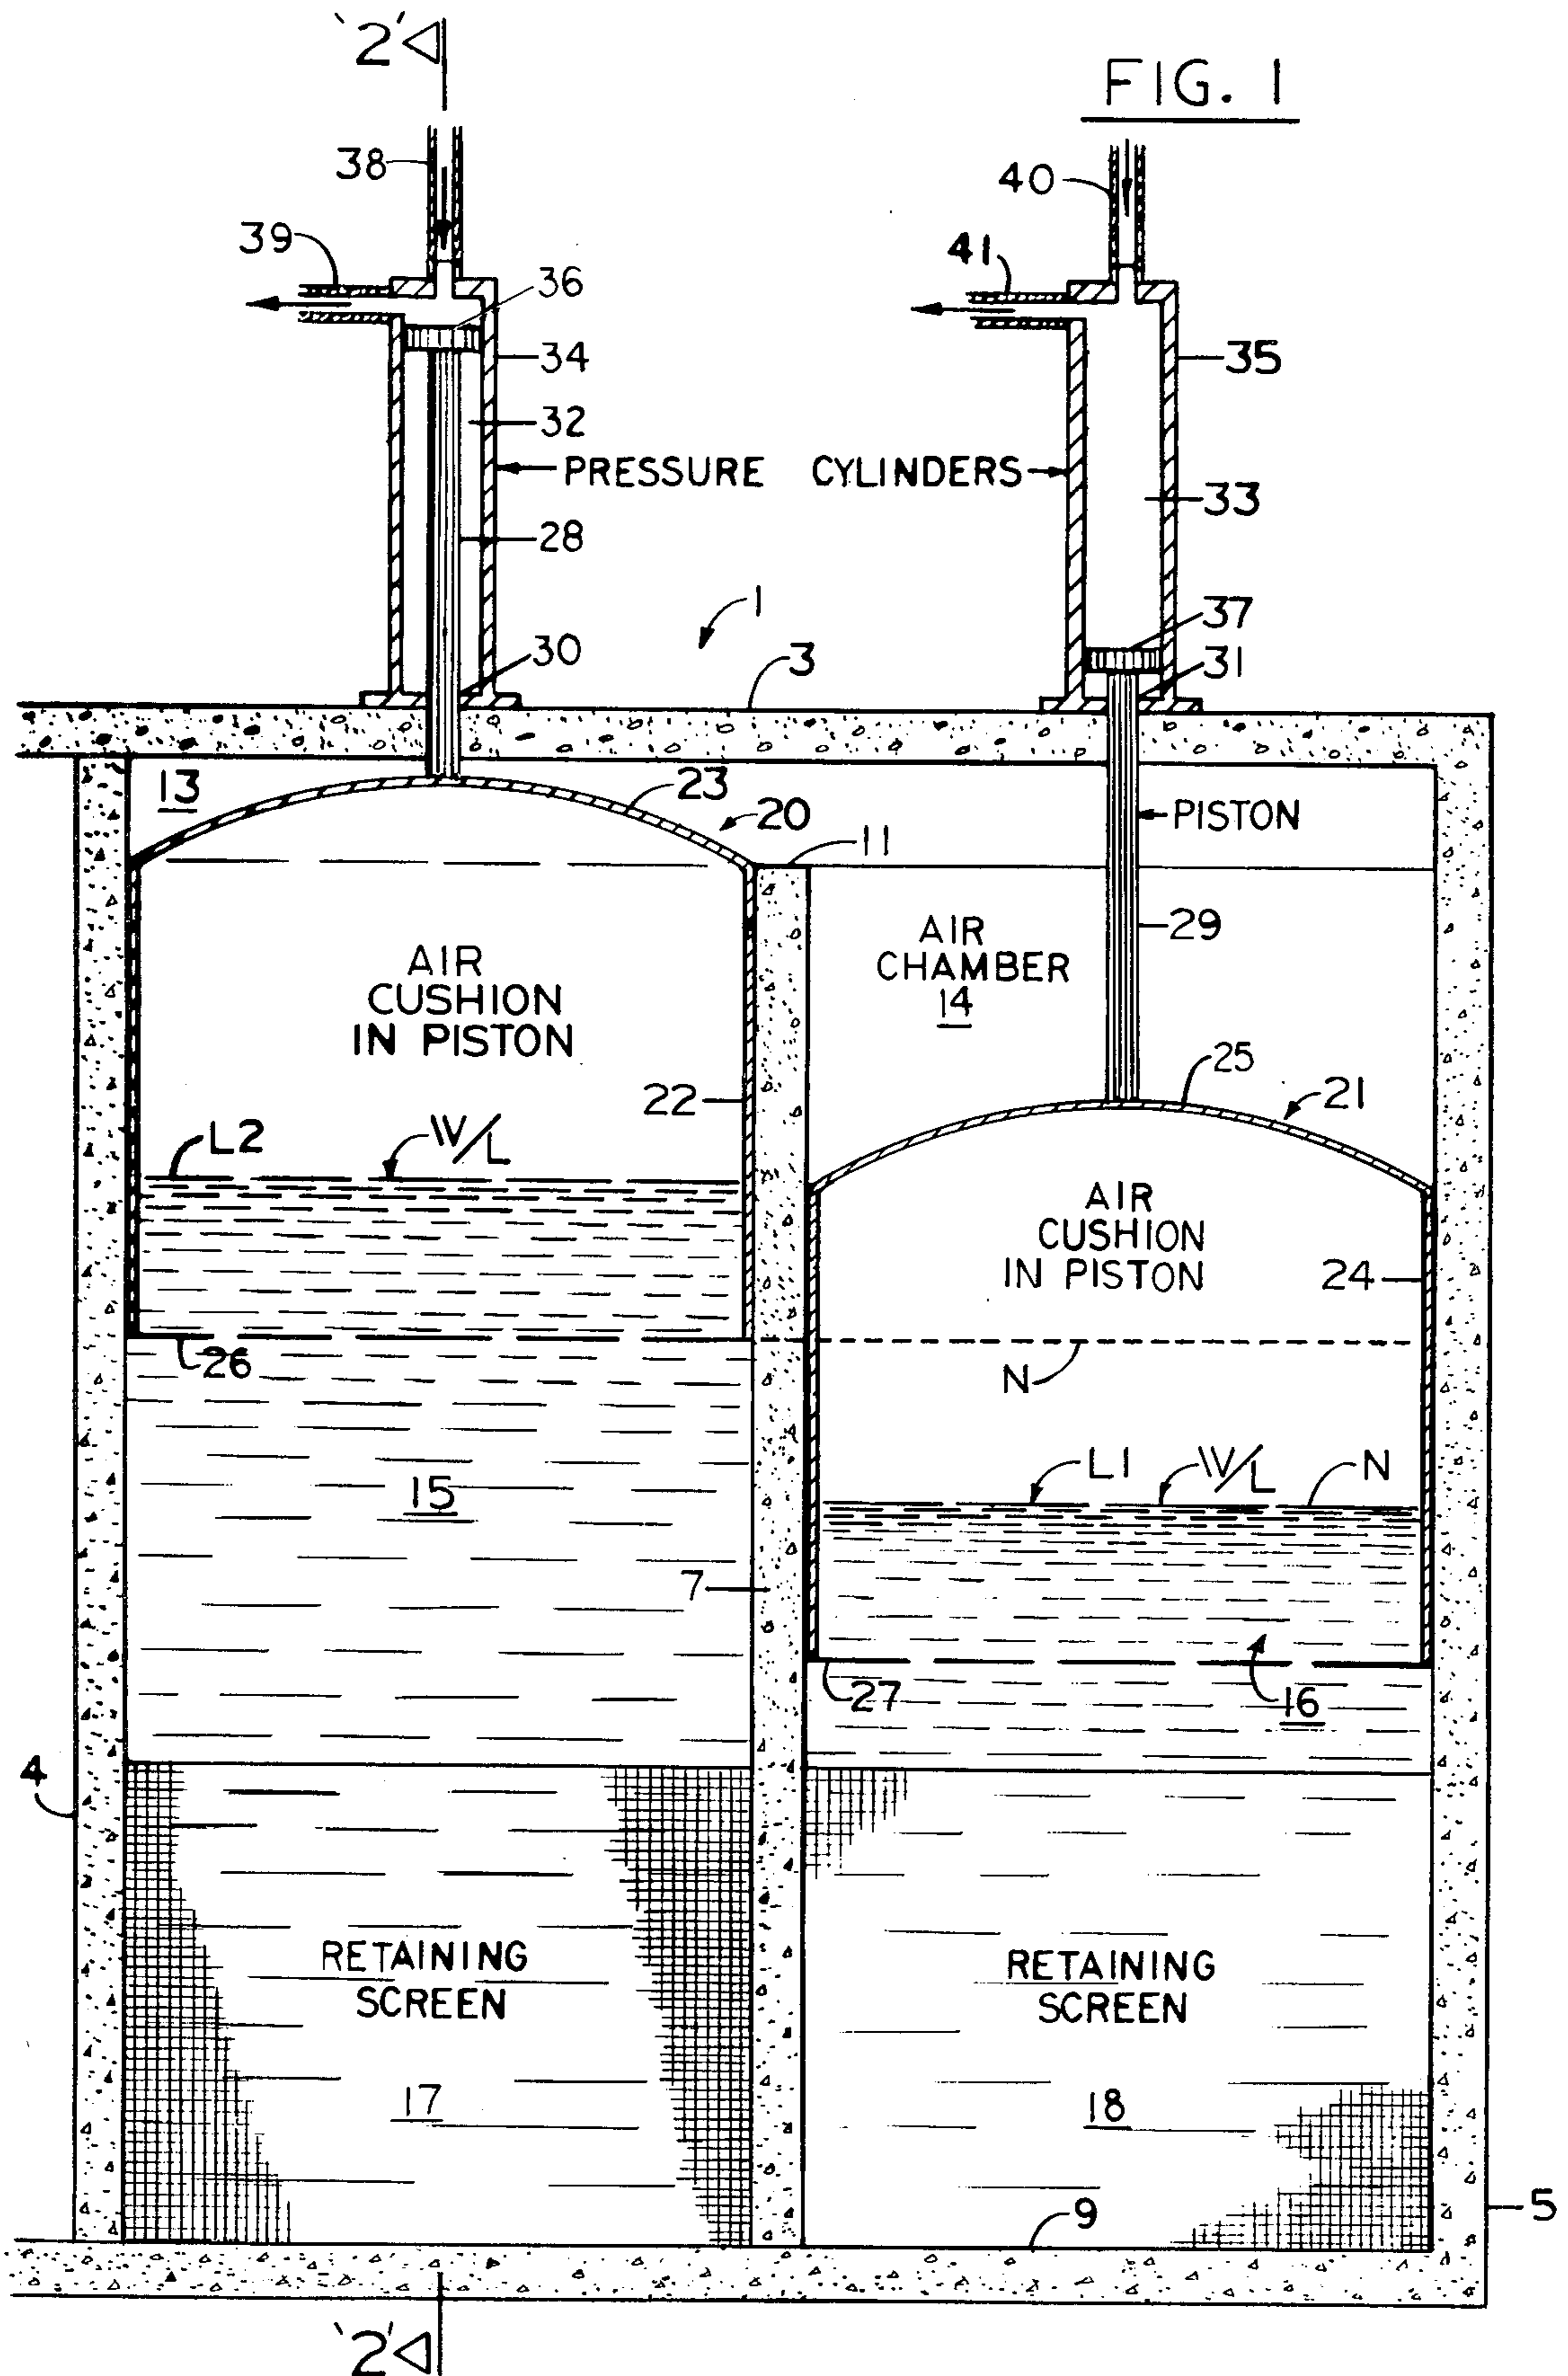 '2'
FIG. 1
38
40
39
41
36
34
35
32
PRESSURE CYLINDERS
33
28
1
37
30
3
31
13
23
20
PISTON
11
AIR
CHAMBER
14
29
AIR
CUSHION
IN PISTON
25
21
22
L2
W/L
AIR
CUSHION
IN PISTON
24
26
N
15
L1
W/L
N
7
27
16
4
RETAINING
SCREEN
RETAINING
SCREEN
17
18
9
5
'2'